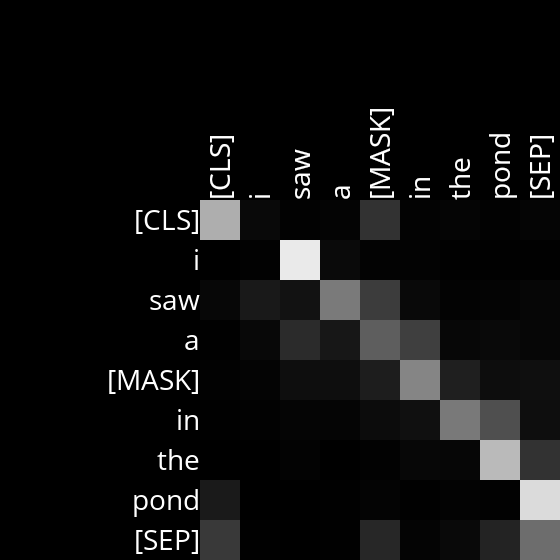 [CLS] i saw a [MASK] in the pond [SEP]
[CLS]
i
saw
a
[MASK]
in
the
pond
[SEP]